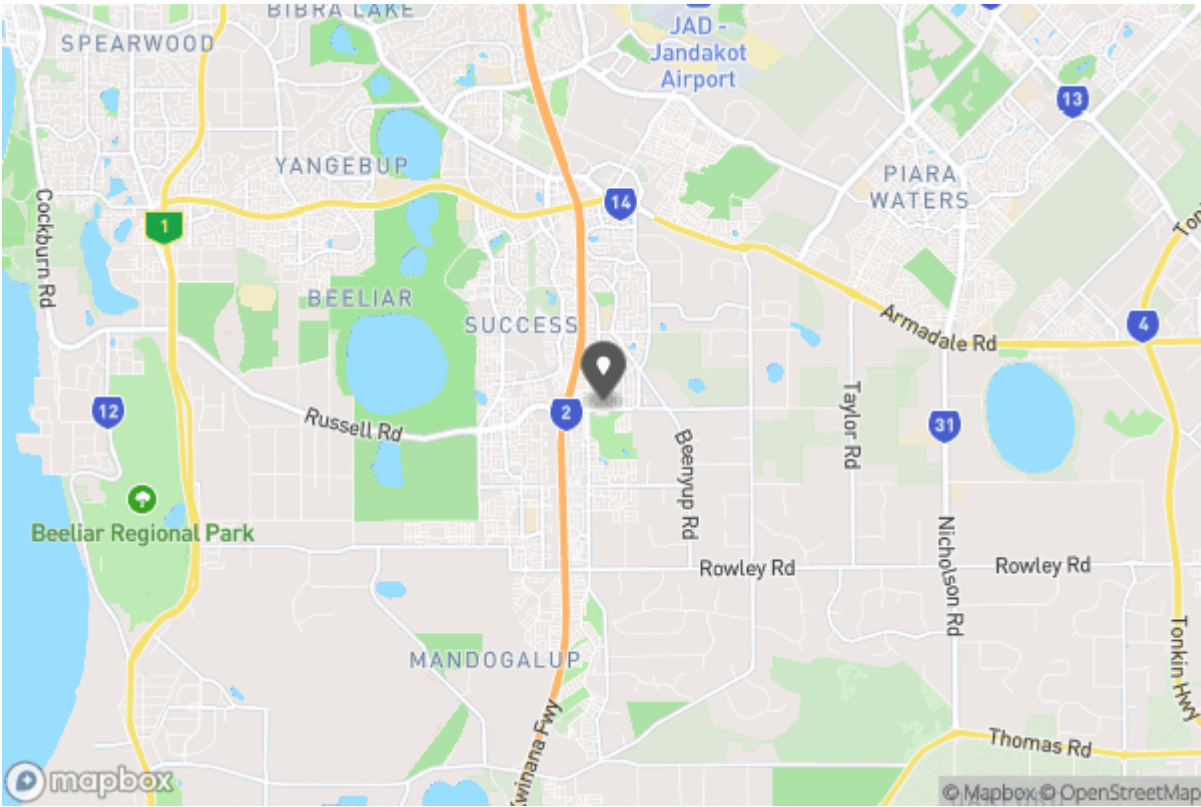 BIBRA LAKE
SPEARWOOD
JAD -
Jandakot
Airport
13
YANGEBUP
PIARA
WATERS
14
1
Cockburn Rd
BEELIAR
SUCCESS
Armadale Rd
4
12
Russell Rd
2
Taylor Rd
31
Beenyup Rd
Beeliar Regional Park
Nicholson Rd
Rowley Rd
Rowley Rd
MANDOGALUP
Tonkin Hwy
Kwinana Fwy
Thomas Rd
mapbox
© Mapbox © OpenStreetMap